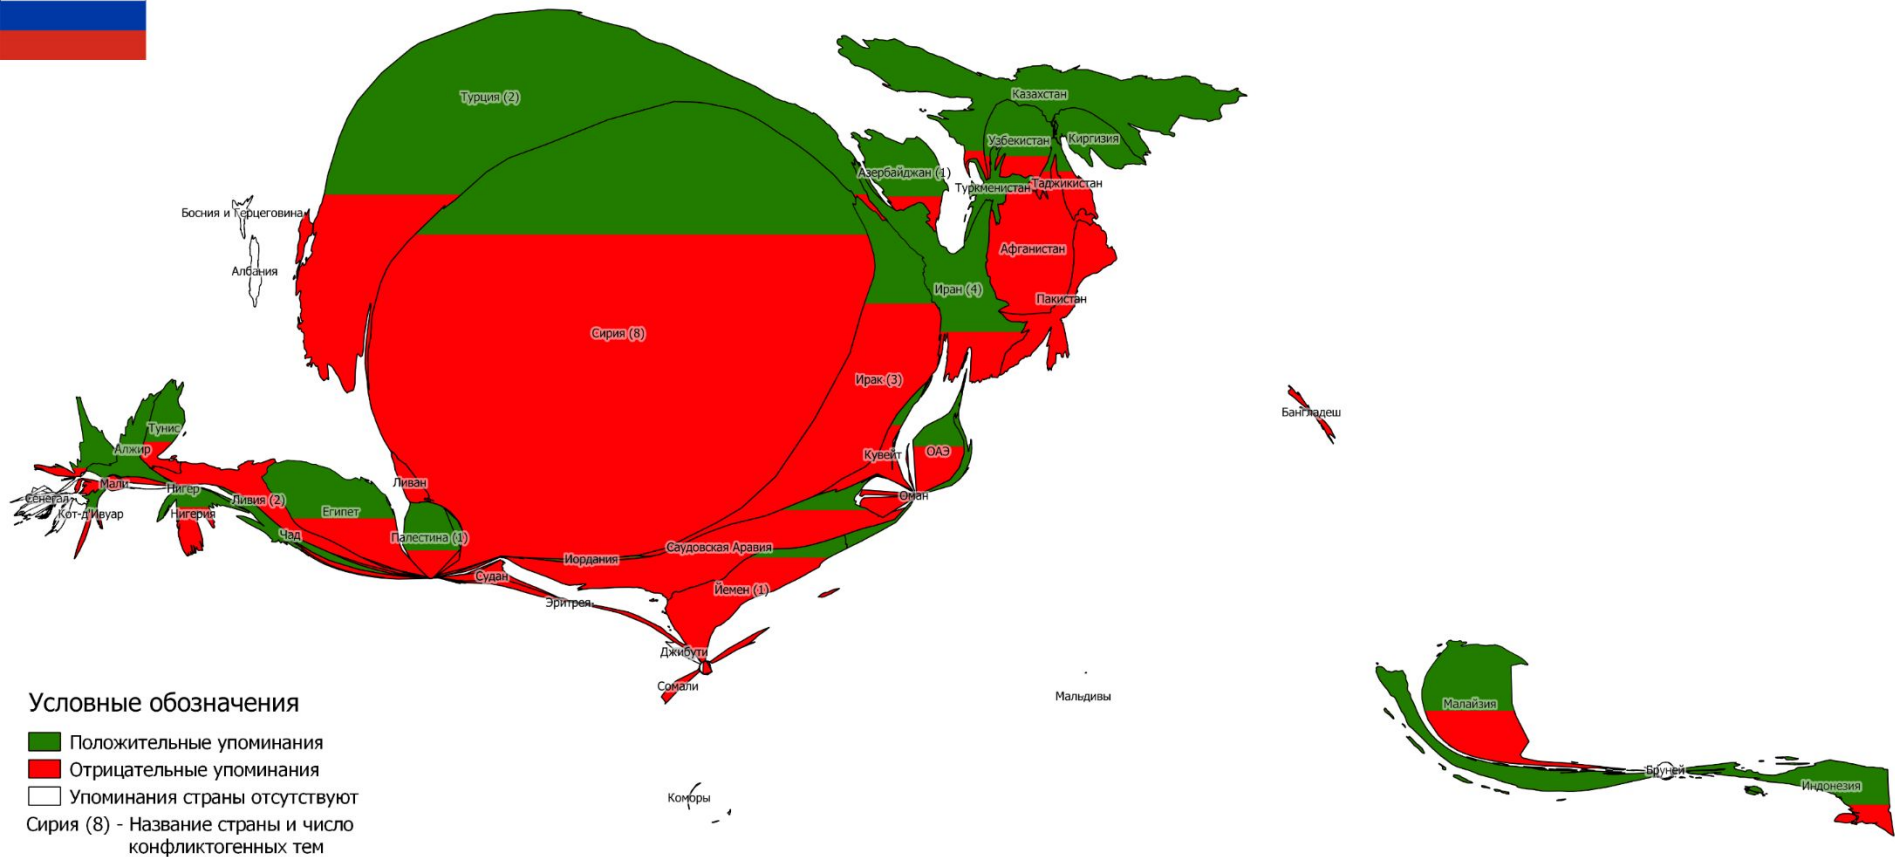 Турция (2)
Казахстан
Узбекистан
Киргизия
Азербайджан (1)
Туркменистан
Таджикистан
Босния и Герцеговина
Афганистан
Албания
Иран (4)
Пакистан
Сирия (8)
Ирак (3)
Бангладеш
Тунис
Алжир
Кувейт
ОАЭ
Ливан
Мали
Нигер
Сенегал
Ливия (2)
Оман
Кот-д'Ивуар
Нигерия
Египет
Чад
Палестина (1)
Саудовская Аравия
Иордания
Судан
Йемен (1)
Эритрея
Джибути
Сомали
Мальдивы
Малайзия
Бруней
Индонезия
Коморы
Условные обозначения
Положительные упоминания
Отрицательные упоминания
Упоминания страны отсутствуют
Сирия (8) - Название страны и число
конфликтогенных тем